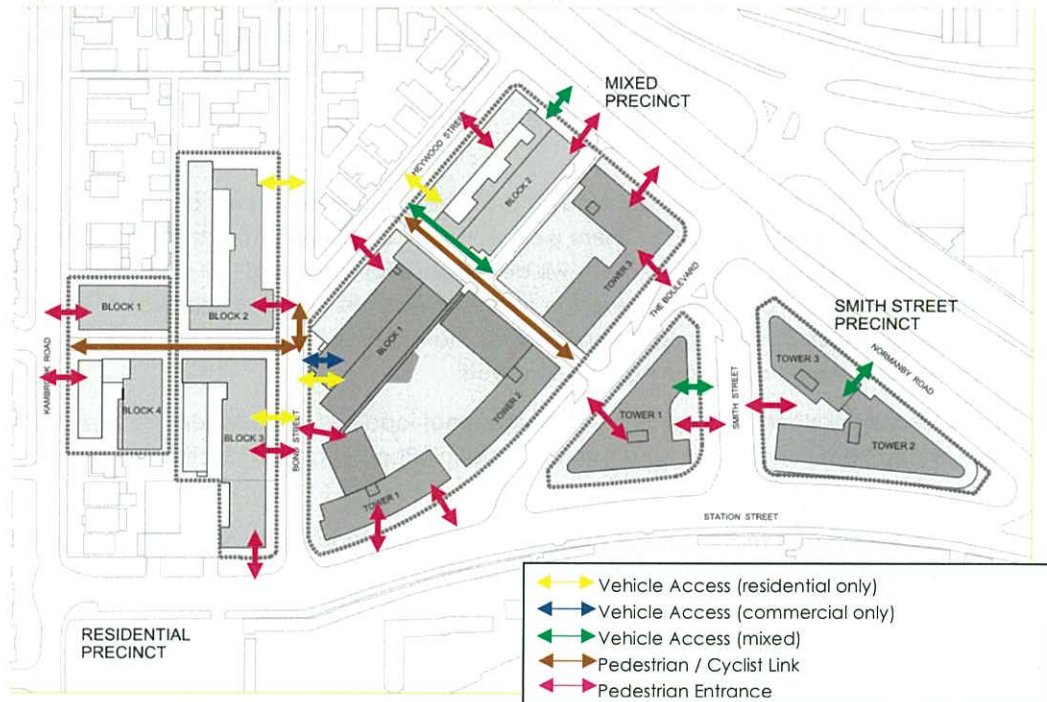 MIXED
PRECINCT
HEYWOOD STREET
BLOCK 2
TOWER 3
THE BOULEVARD
SMITH STREET
PRECINCT
BLOCK 1
BLOCK 2
KAMBROOK ROAD
BLOCK 4
BLOCK 3
BOND STREET
BLOCK 1
TOWER 2
TOWER 1
TOWER 1
SMITH STREET
TOWER 3
NORMANBY ROAD
TOWER 2
STATION STREET
RESIDENTIAL
PRECINCT
Vehicle Access (residential only)
Vehicle Access (commercial only)
Vehicle Access (mixed)
Pedestrian / Cyclist Link
Pedestrian Entrance